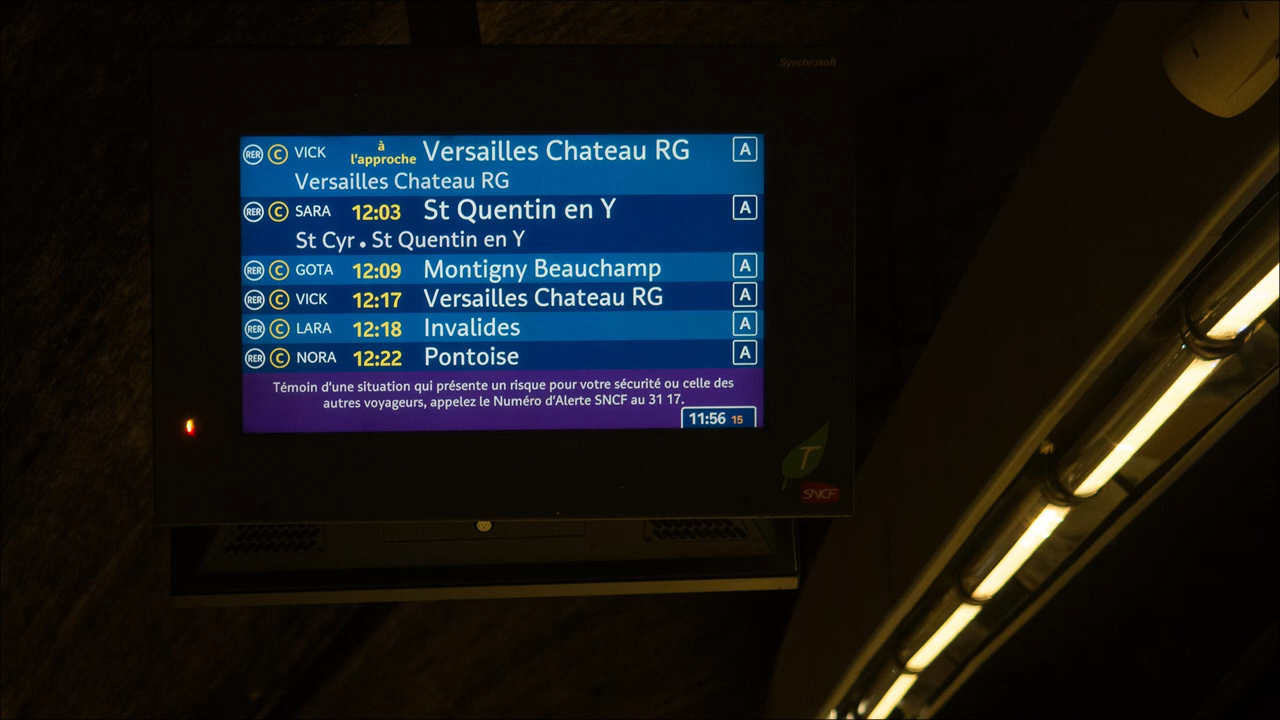 Synchrosoft
RER C VICK à l'approche Versailles Chateau RG A
Versailles Chateau RG
RER C SARA 12:03 St Quentin en Y A
St Cyr • St Quentin en Y
RER C GOTA 12:09 Montigny Beauchamp A
RER C VICK 12:17 Versailles Chateau RG A
RER C LARA 12:18 Invalides A
RER C NORA 12:22 Pontoise A
Témoin d'une situation qui présente un risque pour votre sécurité ou celle des
autres voyageurs, appelez le Numéro d'Alerte SNCF au 31 17.
11:56 15
T
SNCF